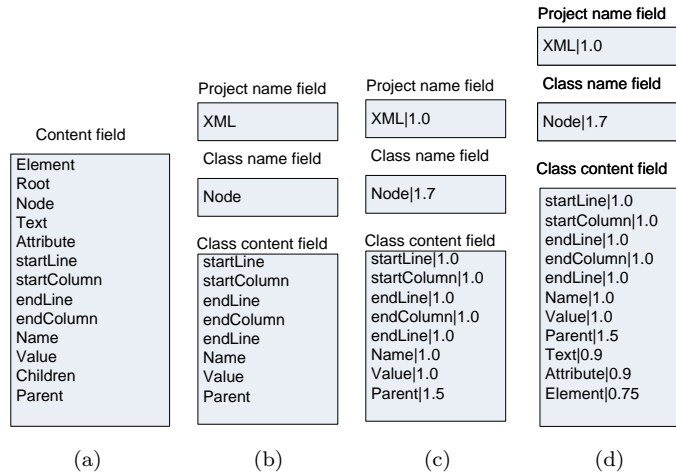 Content field
Element
Root
Node
Text
Attribute
startLine
startColumn
endLine
endColumn
Name
Value
Children
Parent
(a)
Project name field
XML
Class name field
Node
Class content field
startLine
startColumn
endLine
endColumn
endLine
Name
Value
Parent
(b)
Project name field
XML|1.0
Class name field
Node|1.7
Class content field
startLine|1.0
startColumn|1.0
endLine|1.0
endColumn|1.0
endLine|1.0
Name|1.0
Value|1.0
Parent|1.5
(c)
Project name field
XML|1.0
Class name field
Node|1.7
Class content field
startLine|1.0
startColumn|1.0
endLine|1.0
endColumn|1.0
endLine|1.0
Name|1.0
Value|1.0
Parent|1.5
Text|0.9
Attribute|0.9
Element|0.75
(d)